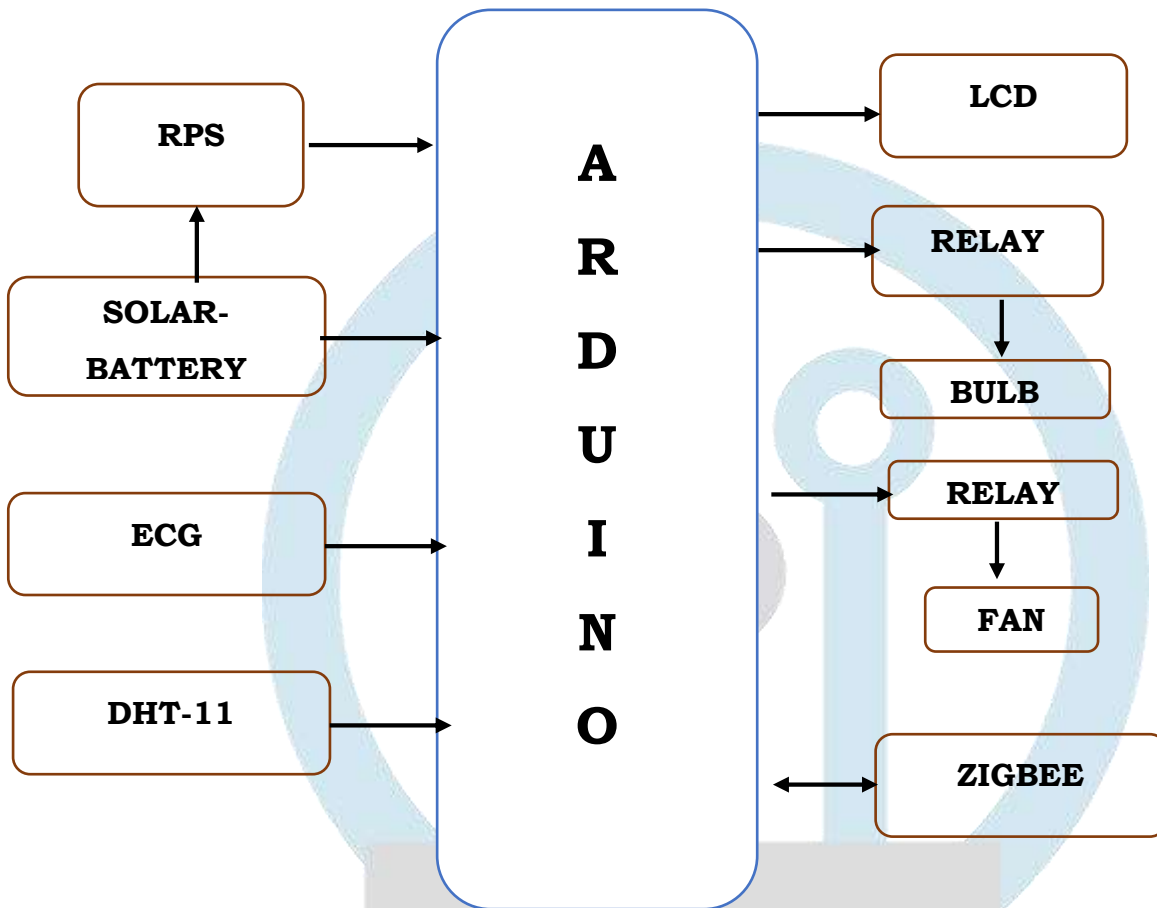 RPS
SOLAR-
BATTERY
ECG
DHT-11
A
R
D
U
I
N
O
LCD
RELAY
BULB
RELAY
FAN
ZIGBEE